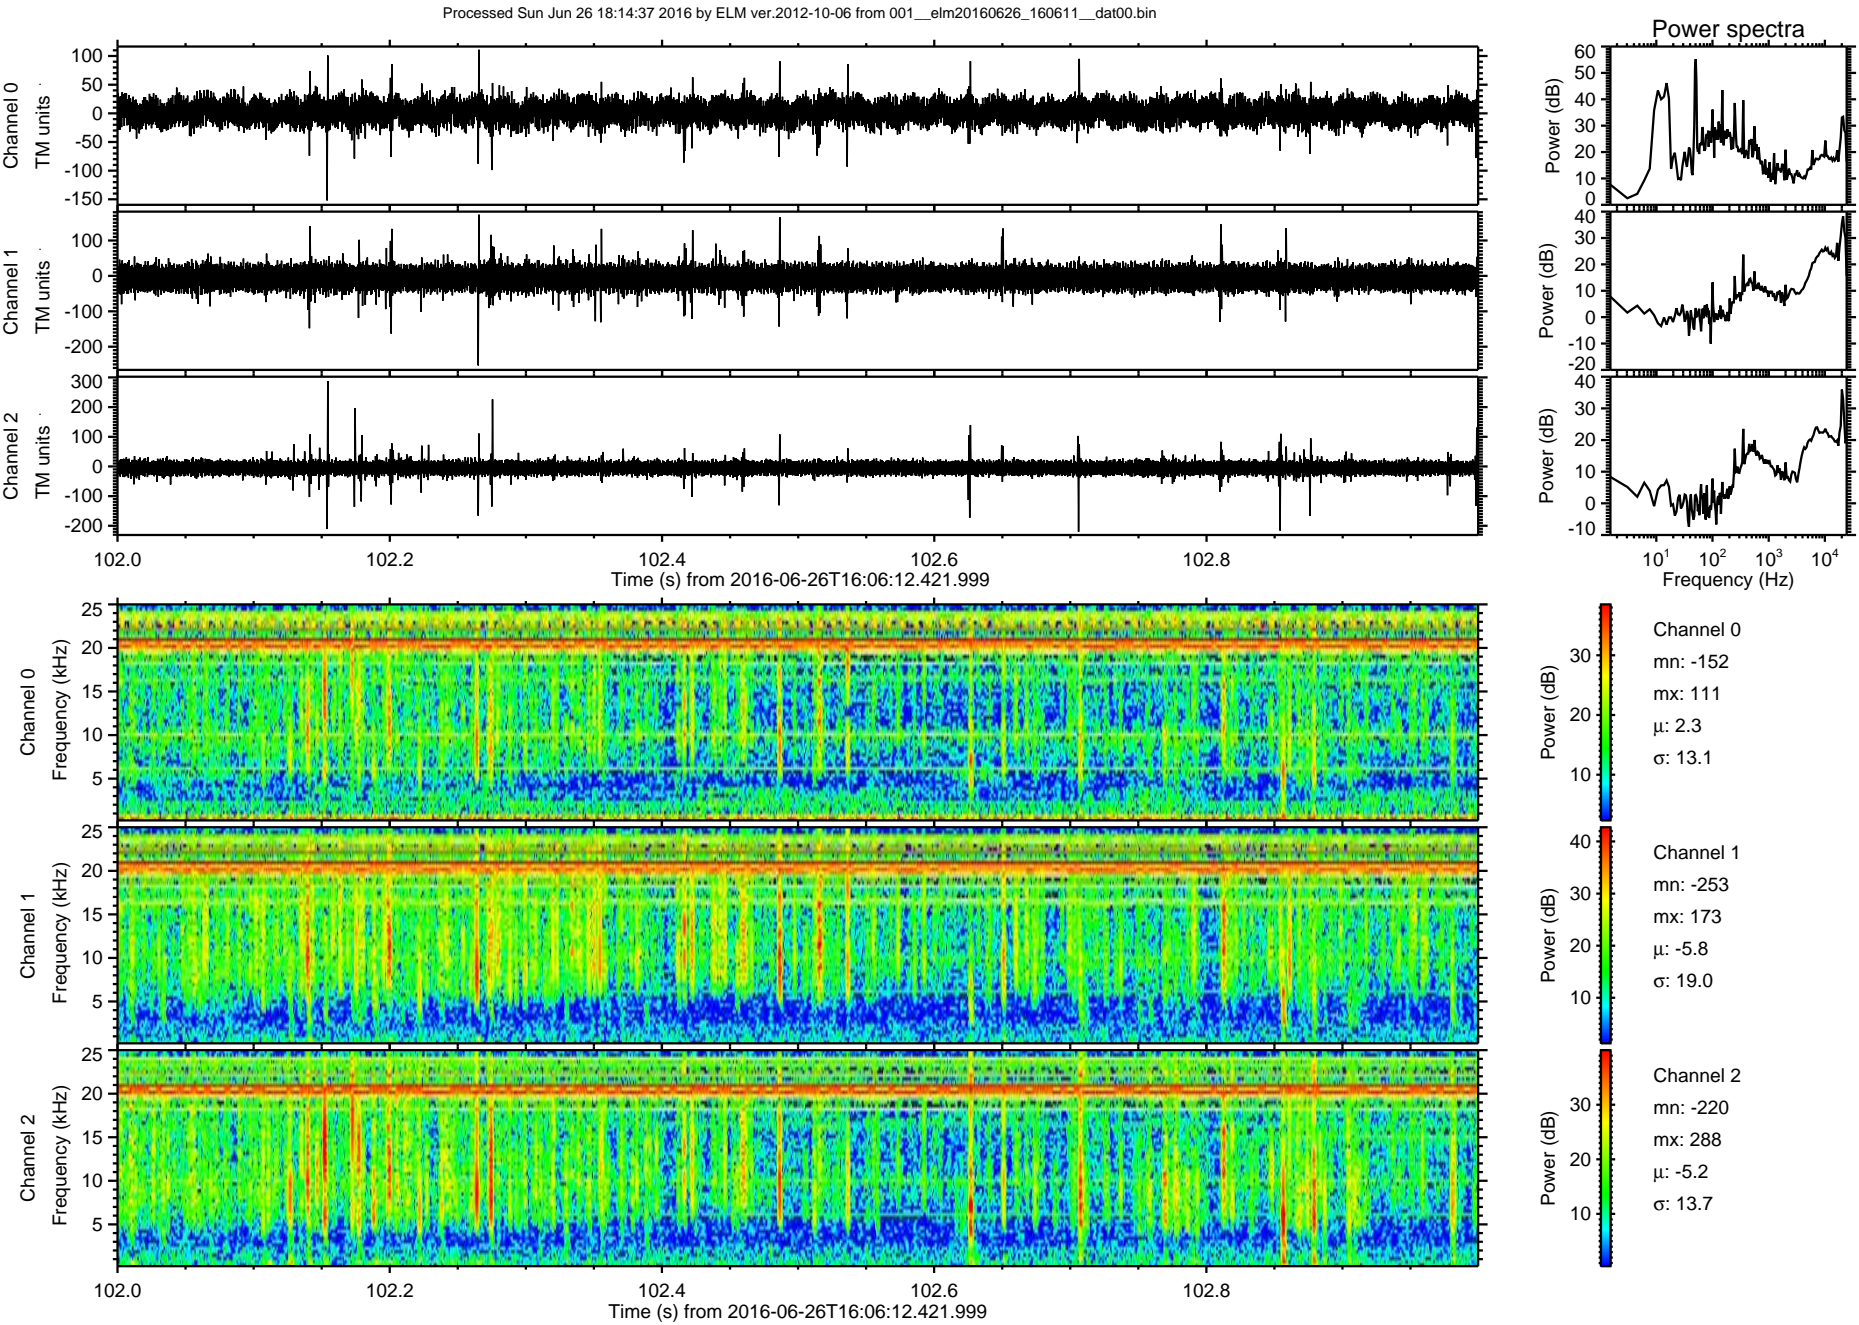 Processed Sun Jun 26 18:14:37 2016 by ELM ver.2012-10-06 from 001__elm20160626_160611__dat00.bin
Power spectra
Channel 0
TM units
100
50
0
-50
-100
-150
Power (dB)
60
50
40
30
20
10
0
Channel 1
TM units
100
0
-100
-200
Power (dB)
40
30
20
10
0
-10
-20
Channel 2
TM units
300
200
100
0
-100
-200
Power (dB)
40
30
20
10
0
-10
102.0 102.2 102.4 102.6 102.8
Time (s) from 2016-06-26T16:06:12.421.999
10¹ 10² 10³ 10⁴
Frequency (Hz)
Channel 0
Frequency (kHz)
25
20
15
10
5
Power (dB)
30
20
10
Channel 0
mn: -152
mx: 111
μ: 2.3
σ: 13.1
Channel 1
Frequency (kHz)
25
20
15
10
5
Power (dB)
40
30
20
10
Channel 1
mn: -253
mx: 173
μ: -5.8
σ: 19.0
Channel 2
Frequency (kHz)
25
20
15
10
5
Power (dB)
30
20
10
Channel 2
mn: -220
mx: 288
μ: -5.2
σ: 13.7
102.0 102.2 102.4 102.6 102.8
Time (s) from 2016-06-26T16:06:12.421.999